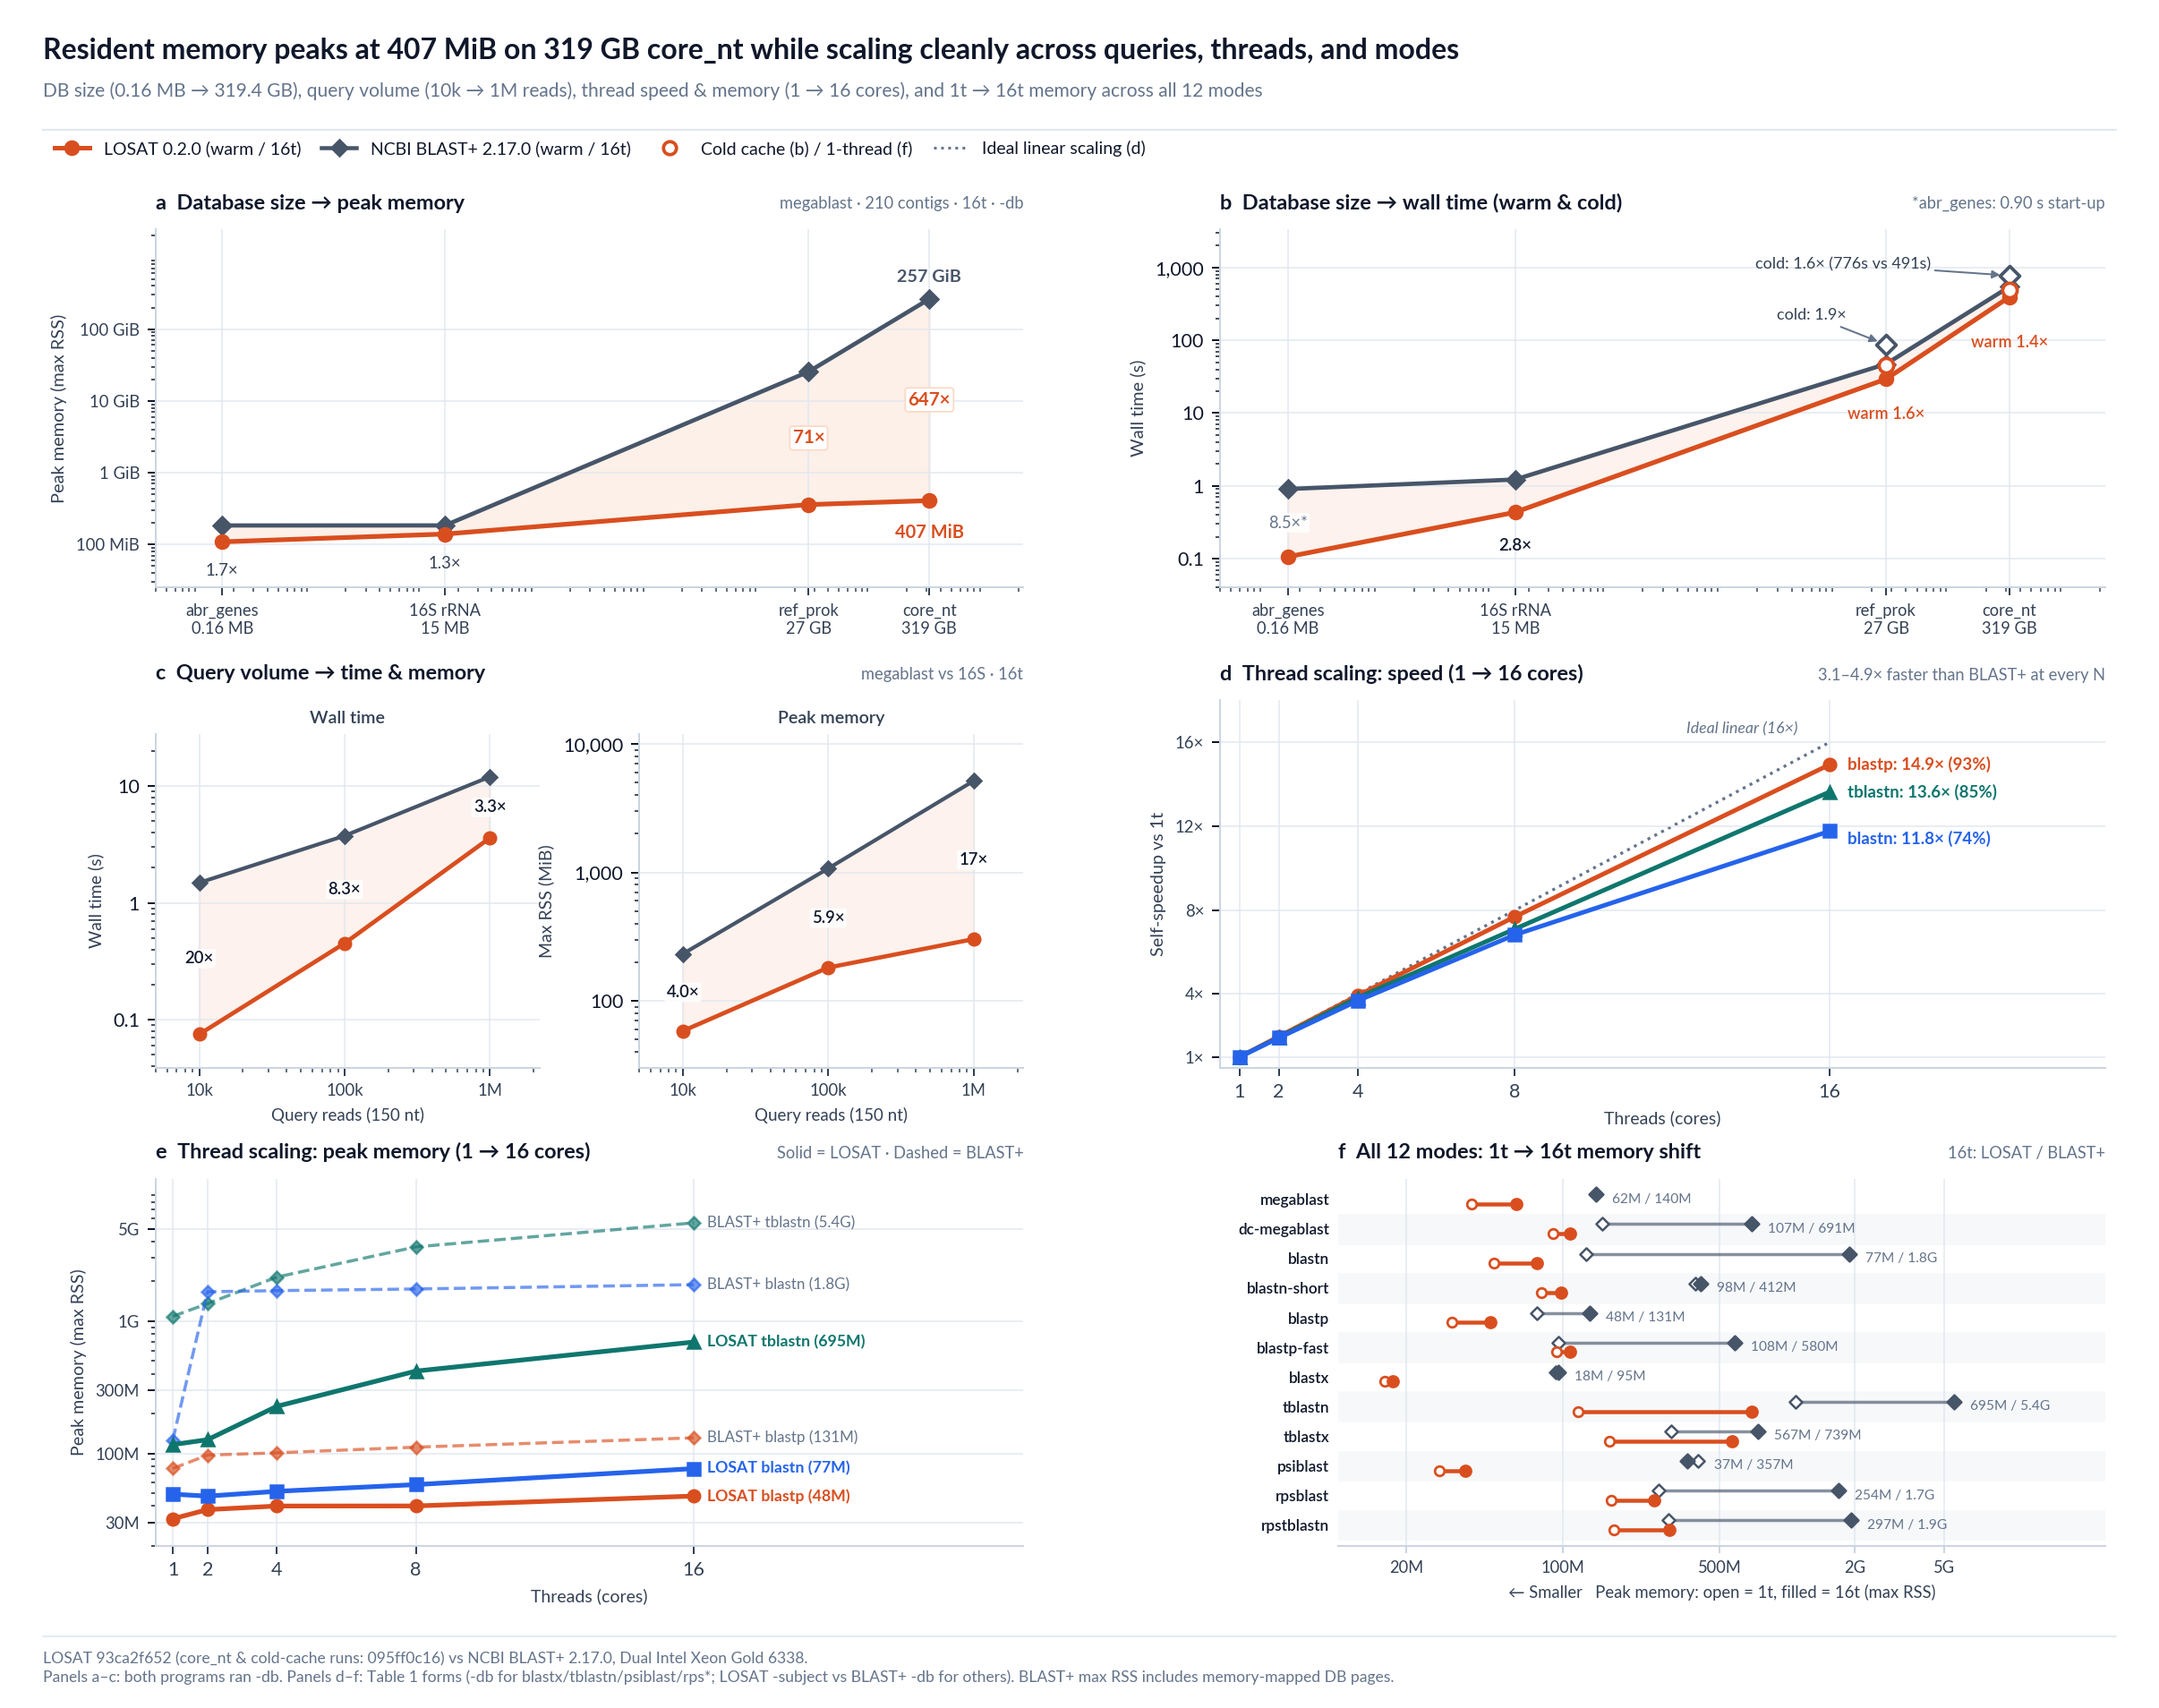 Resident memory peaks at 407 MiB on 319 GB core_nt while scaling cleanly across queries, threads, and modes
DB size (0.16 MB → 319.4 GB), query volume (10k → 1M reads), thread speed & memory (1 → 16 cores), and 1t → 16t memory across all 12 modes
LOSAT 0.2.0 (warm / 16t)
NCBI BLAST+ 2.17.0 (warm / 16t)
Cold cache (b) / 1-thread (f)
Ideal linear scaling (d)
a Database size → peak memory
megablast · 210 contigs · 16t · -db
Peak memory (max RSS)
100 GiB
10 GiB
1 GiB
100 MiB
257 GiB
647×
71×
407 MiB
1.7×
1.3×
abr_genes
0.16 MB
16S rRNA
15 MB
ref_prok
27 GB
core_nt
319 GB
b Database size → wall time (warm & cold)
*abr_genes: 0.90 s start-up
Wall time (s)
1,000
100
10
1
0.1
cold: 1.6× (776s vs 491s)
cold: 1.9×
warm 1.4×
warm 1.6×
8.5×*
2.8×
abr_genes
0.16 MB
16S rRNA
15 MB
ref_prok
27 GB
core_nt
319 GB
c Query volume → time & memory
megablast vs 16S · 16t
Wall time
Wall time (s)
10
1
0.1
20×
8.3×
3.3×
10k
100k
1M
Query reads (150 nt)
Peak memory
Max RSS (MiB)
10,000
1,000
100
4.0×
5.9×
17×
10k
100k
1M
Query reads (150 nt)
d Thread scaling: speed (1 → 16 cores)
3.1–4.9× faster than BLAST+ at every N
Self-speedup vs 1t
16×
12×
8×
4×
1×
Ideal linear (16×)
blastp: 14.9× (93%)
tblastn: 13.6× (85%)
blastn: 11.8× (74%)
1
2
4
8
16
Threads (cores)
e Thread scaling: peak memory (1 → 16 cores)
Solid = LOSAT · Dashed = BLAST+
Peak memory (max RSS)
5G
1G
300M
100M
30M
BLAST+ tblastn (5.4G)
BLAST+ blastn (1.8G)
LOSAT tblastn (695M)
BLAST+ blastp (131M)
LOSAT blastn (77M)
LOSAT blastp (48M)
1
2
4
8
16
Threads (cores)
f All 12 modes: 1t → 16t memory shift
16t: LOSAT / BLAST+
megablast
62M / 140M
dc-megablast
107M / 691M
blastn
77M / 1.8G
blastn-short
98M / 412M
blastp
48M / 131M
blastp-fast
108M / 580M
blastx
18M / 95M
tblastn
695M / 5.4G
tblastx
567M / 739M
psiblast
37M / 357M
rpsblast
254M / 1.7G
rpstblastn
297M / 1.9G
20M
100M
500M
2G
5G
← Smaller Peak memory: open = 1t, filled = 16t (max RSS)
LOSAT 93ca2f652 (core_nt & cold-cache runs: 095ff0c16) vs NCBI BLAST+ 2.17.0, Dual Intel Xeon Gold 6338.
Panels a–c: both programs ran -db. Panels d–f: Table 1 forms (-db for blastx/tblastn/psiblast/rps*; LOSAT -subject vs BLAST+ -db for others). BLAST+ max RSS includes memory-mapped DB pages.